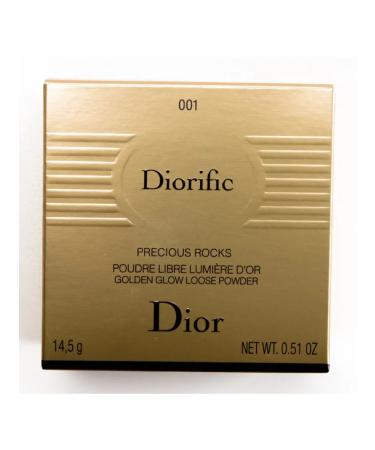 001
Diorific
PRECIOUS ROCKS
POUDRE LIBRE LUMIÈRE D'OR
GOLDEN GLOW LOOSE POWDER
Dior
14,5 g NET WT. 0.51 OZ